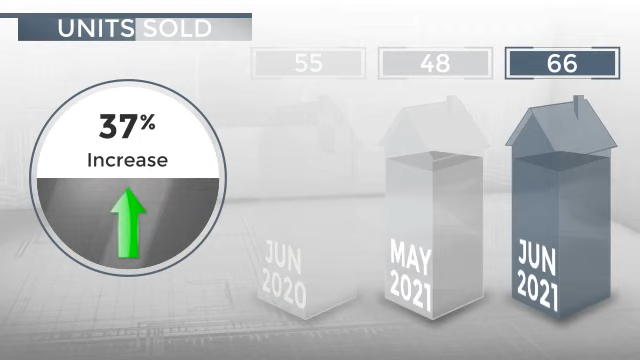 UNITS SOLD
55
48
66
37%
Increase
JUN
2020
MAY
2021
JUN
2021